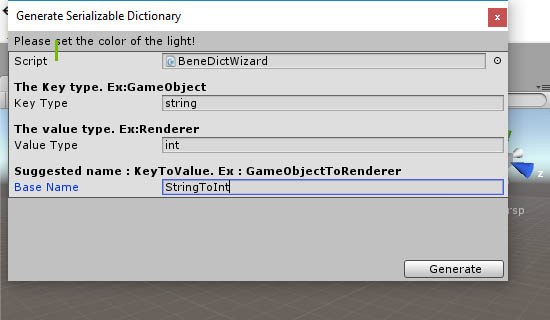 Generate Serializable Dictionary
x
Please set the color of the light!
Script BeneDictWizard
The Key type. Ex:GameObject
Key Type string
The value type. Ex:Renderer
Value Type int
Suggested name : KeyToValue. Ex : GameObjectToRenderer
Base Name StringToInt
z
Generate